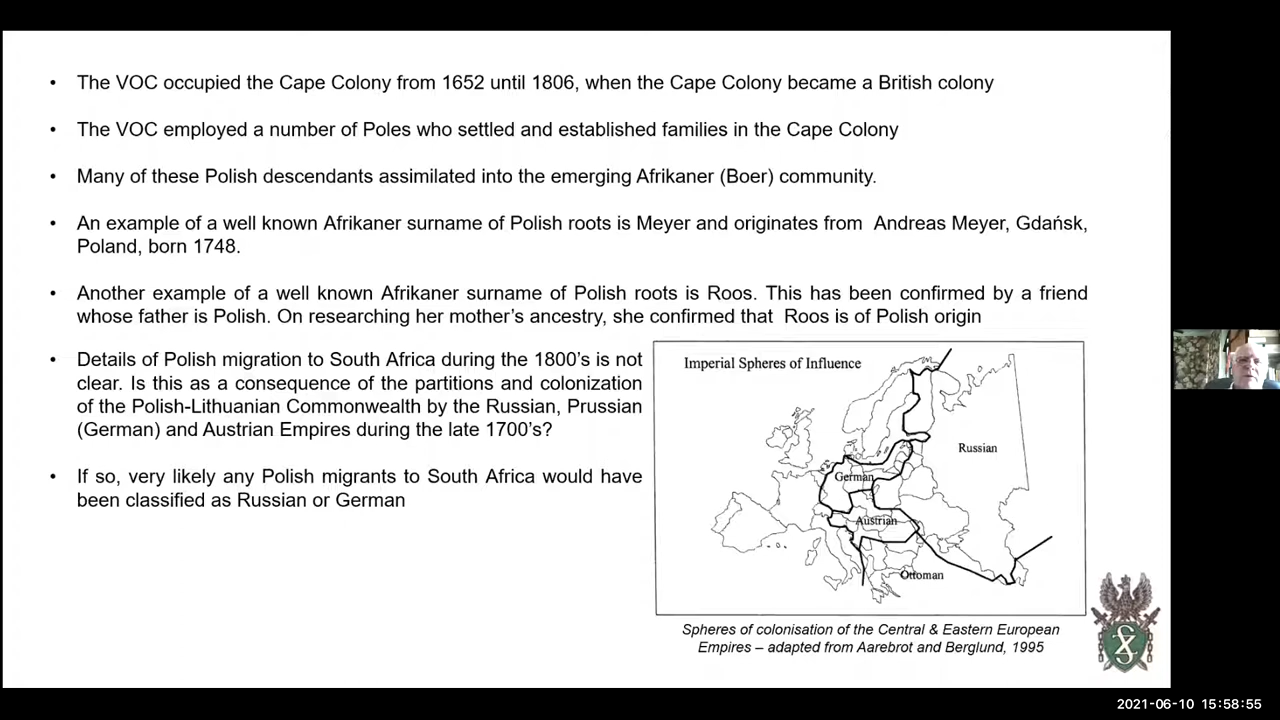 • The VOC occupied the Cape Colony from 1652 until 1806, when the Cape Colony became a British colony
• The VOC employed a number of Poles who settled and established families in the Cape Colony
• Many of these Polish descendants assimilated into the emerging Afrikaner (Boer) community.
• An example of a well known Afrikaner surname of Polish roots is Meyer and originates from Andreas Meyer, Gdańsk,
Poland, born 1748.
• Another example of a well known Afrikaner surname of Polish roots is Roos. This has been confirmed by a friend
whose father is Polish. On researching her mother's ancestry, she confirmed that Roos is of Polish origin
• Details of Polish migration to South Africa during the 1800's is not
clear. Is this as a consequence of the partitions and colonization
of the Polish-Lithuanian Commonwealth by the Russian, Prussian
(German) and Austrian Empires during the late 1700's?
• If so, very likely any Polish migrants to South Africa would have
been classified as Russian or German
Imperial Spheres of Influence
Russian
German
Austrian
Ottoman
Spheres of colonisation of the Central & Eastern European
Empires – adapted from Aarebrot and Berglund, 1995
2021-06-10 15:58:55